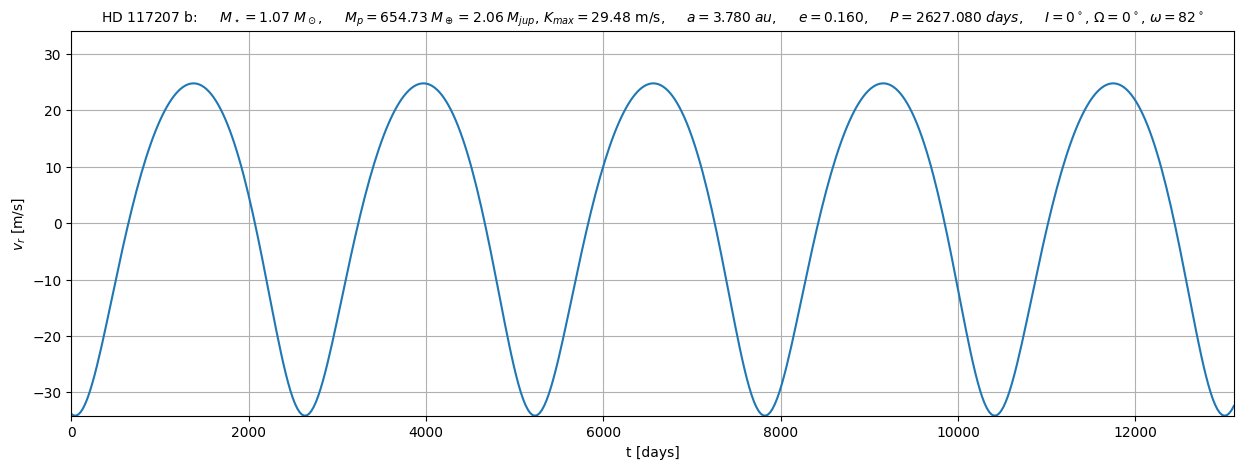 HD 117207 b: M⋆ = 1.07 M⊙, Mp = 654.73 M⊕ = 2.06 Mjup, Kmax = 29.48 m/s, a = 3.780 au, e = 0.160, P = 2627.080 days, I = 0°, Ω = 0°, ω = 82°
30
20
10
0
−10
−20
−30
vr [m/s]
0 2000 4000 6000 8000 10000 12000
t [days]